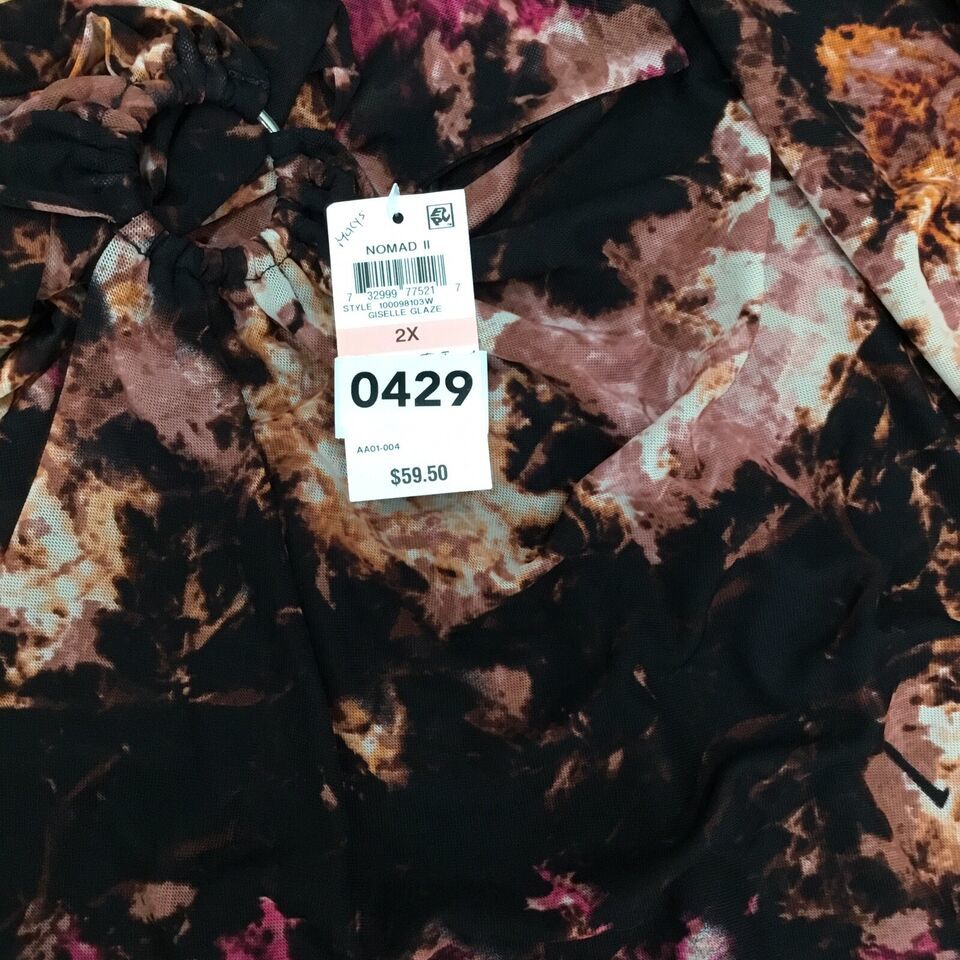 Macys
NOMAD II
7 32999 77521 7
STYLE 100098103W
GISELLE GLAZE
2X
0429
AA01-004
$59.50